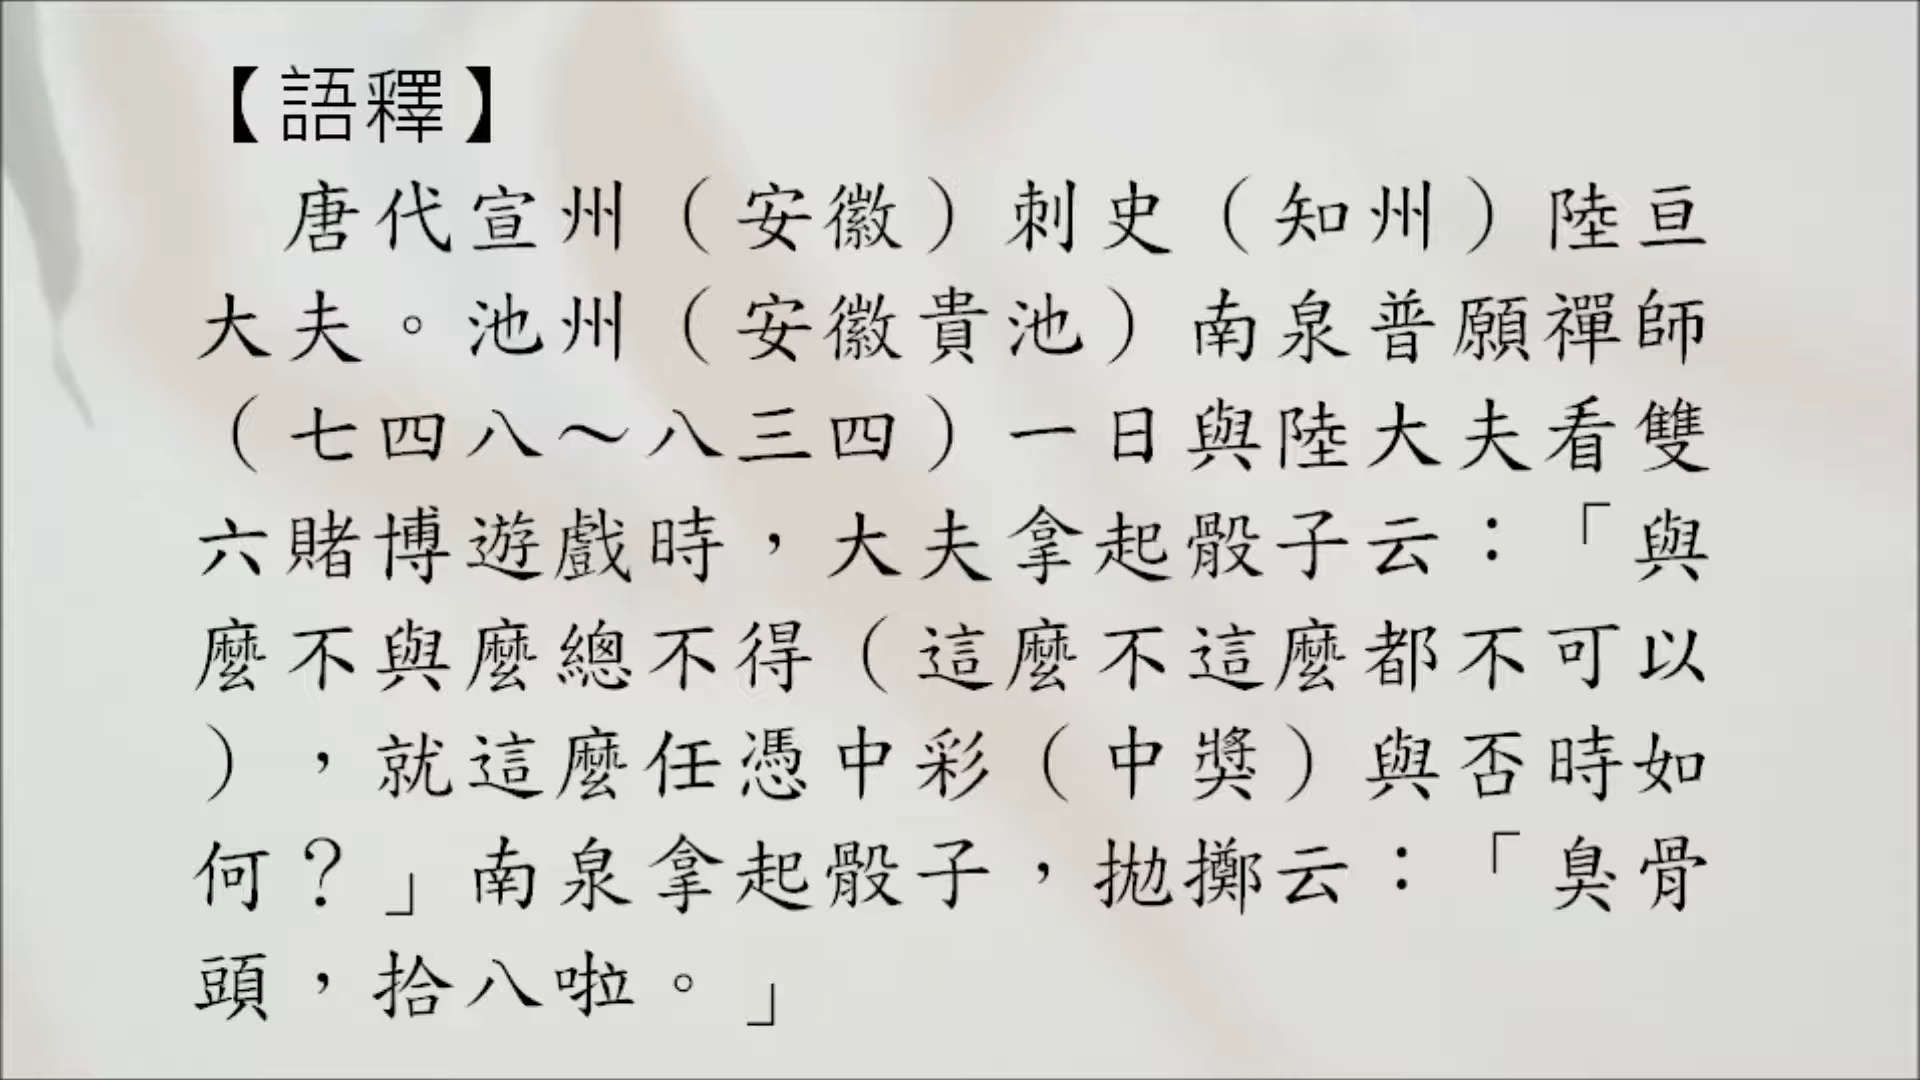 【語釋】
唐代宣州（安徽）刺史（知州）陸亘
大夫。池州（安徽貴池）南泉普願禪師
（七四八～八三四）一日與陸大夫看雙
六賭博遊戲時，大夫拿起骰子云：「與
麼不與麼總不得（這麼不這麼都不可以
），就這麼任憑中彩（中獎）與否時如
何？」南泉拿起骰子，拋擲云：「臭骨
頭，拾八啦。」